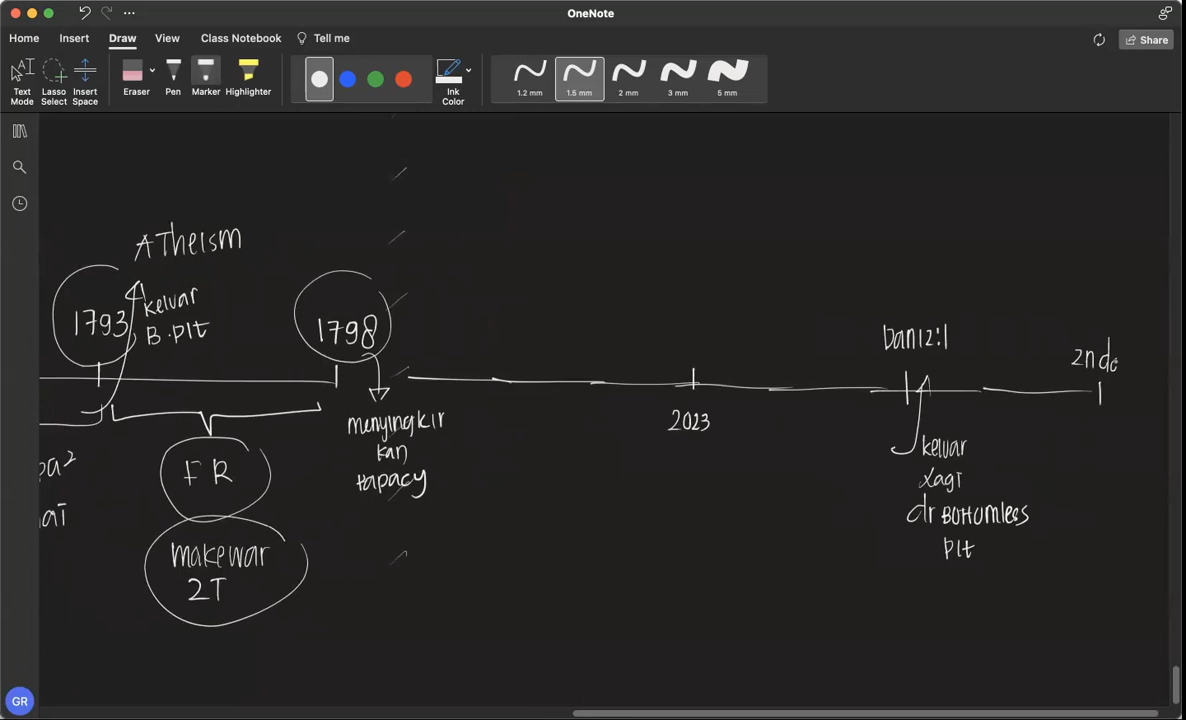 OneNote
Home Insert Draw View Class Notebook Tell me
Share
Text Mode
Lasso Select
Insert Space
Eraser
Pen
Marker
Highlighter
Ink Color
1.2 mm
1.5 mm
2 mm
3 mm
5 mm
Atheism
1793
keluar
B.Pit
1798
menyingkir
kan
papacy
FR
makewar
2T
2023
Dan12:1
2ndc
keluar
Lagi
dr Bottomless
Pit
GR